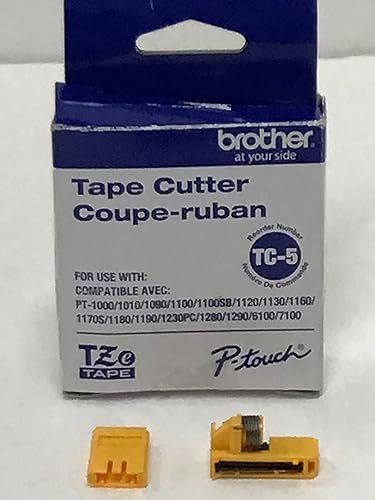 brother
at your side
Tape Cutter
Coupe-ruban
Reorder Number
TC-5
Numéro De Commande
FOR USE WITH:
COMPATIBLE AVEC:
PT-1000/1010/1090/1100/1100SB/1120/1130/1160/
1170S/1180/1190/1230PC/1280/1290/6100/7100
TZe
TAPE
P-touch